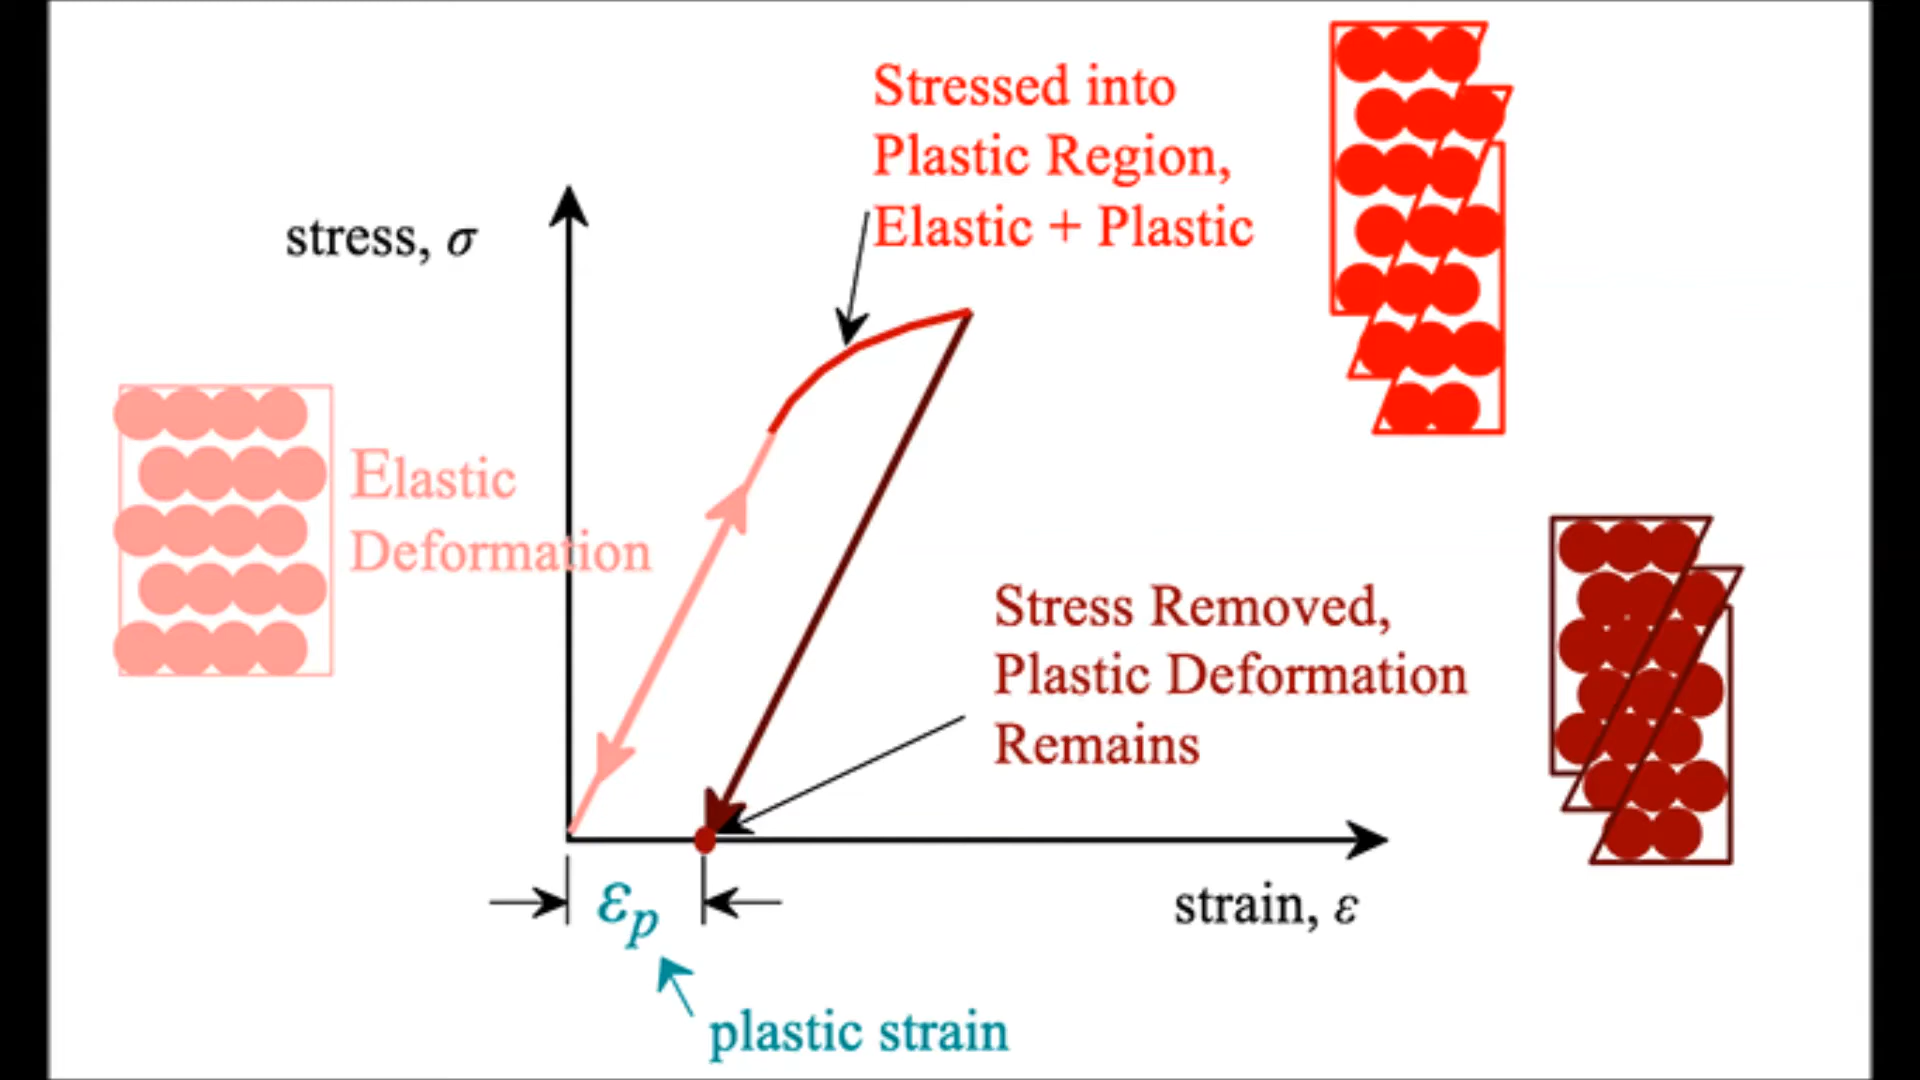 Stressed into
Plastic Region,
Elastic + Plastic
stress, σ
Elastic
Deformation
Stress Removed,
Plastic Deformation
Remains
εp
strain, ε
plastic strain